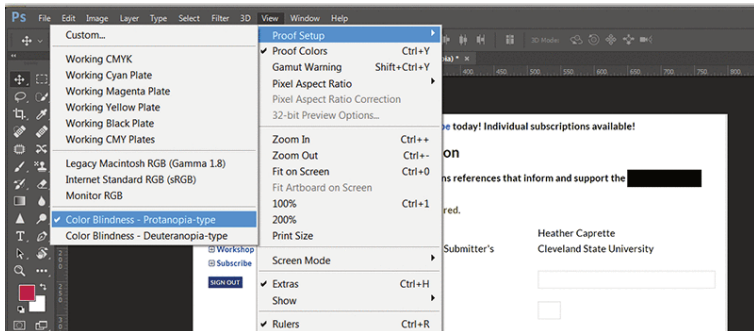 Ps File Edit Image Layer Type Select Filter 3D View Window Help
Custom...
Working CMYK
Working Cyan Plate
Working Magenta Plate
Working Yellow Plate
Working Black Plate
Working CMY Plates
Legacy Macintosh RGB (Gamma 1.8)
Internet Standard RGB (sRGB)
Monitor RGB
Color Blindness - Protanopia-type
Color Blindness - Deuteranopia-type
Proof Setup
Proof Colors Ctrl+Y
Gamut Warning Shift+Ctrl+Y
Pixel Aspect Ratio
Pixel Aspect Ratio Correction
32-bit Preview Options...
Zoom In Ctrl++
Zoom Out Ctrl+-
Fit on Screen Ctrl+0
Fit Artboard on Screen
100% Ctrl+1
200%
Print Size
Screen Mode
Extras Ctrl+H
Show
Rulers Ctrl+R
3D Mode:
400 450 500 550 600 650 700 750 800
be today! Individual subscriptions available!
on
ns references that inform and support the
red.
Submitter's
Heather Caprette
Cleveland State University
Workshop
Subscribe
SIGN OUT